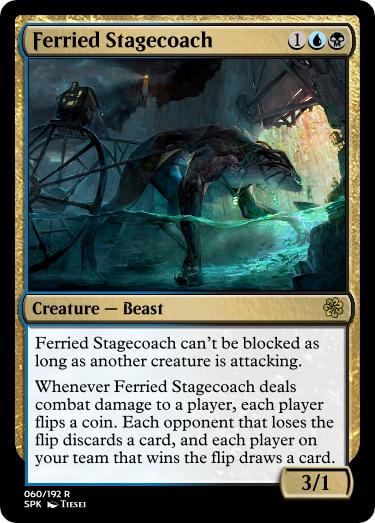 Ferried Stagecoach 1
Creature — Beast
Ferried Stagecoach can't be blocked as
long as another creature is attacking.
Whenever Ferried Stagecoach deals
combat damage to a player, each player
flips a coin. Each opponent that loses the
flip discards a card, and each player on
your team that wins the flip draws a card.
3/1
060/192 R
SPK TIESEI